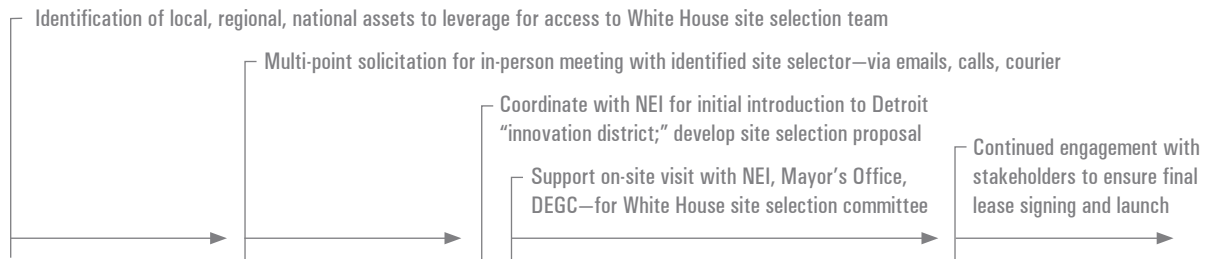 Identification of local, regional, national assets to leverage for access to White House site selection team
Multi-point solicitation for in-person meeting with identified site selector—via emails, calls, courier
Coordinate with NEI for initial introduction to Detroit
“innovation district;” develop site selection proposal
Support on-site visit with NEI, Mayor’s Office,
DEGC—for White House site selection committee
Continued engagement with
stakeholders to ensure final
lease signing and launch